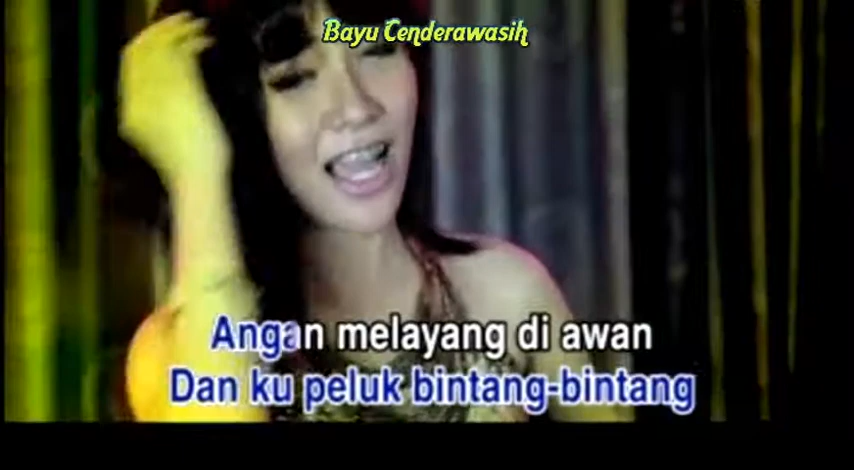 Bayu Cenderawasih
Angan melayang di awan
Dan ku peluk bintang-bintang